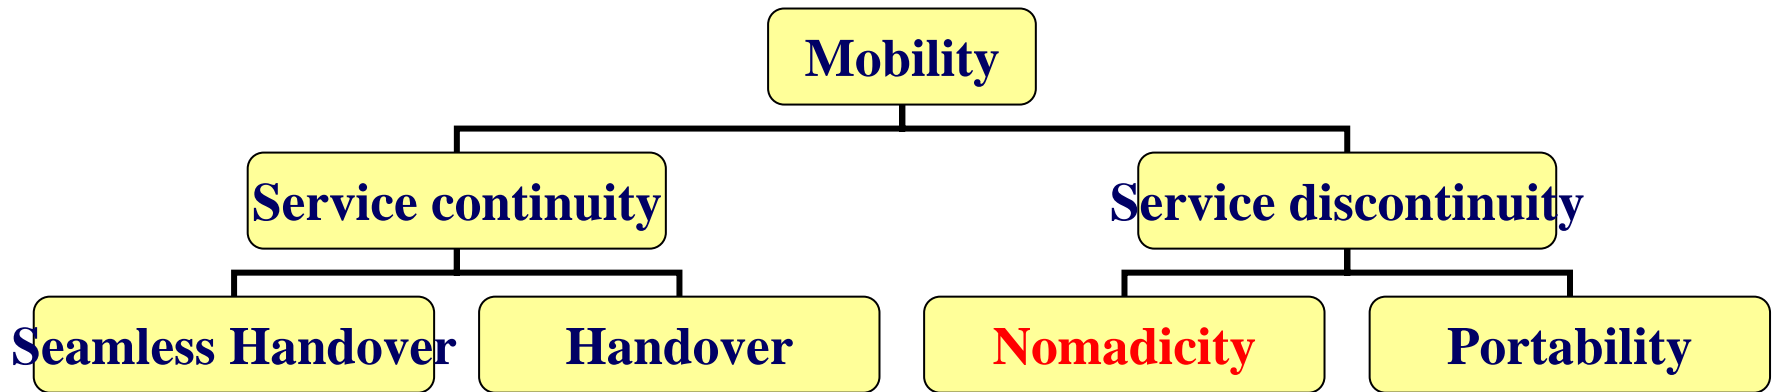 Mobility
Service continuity
Service discontinuity
Seamless Handover
Handover
Nomadicity
Portability